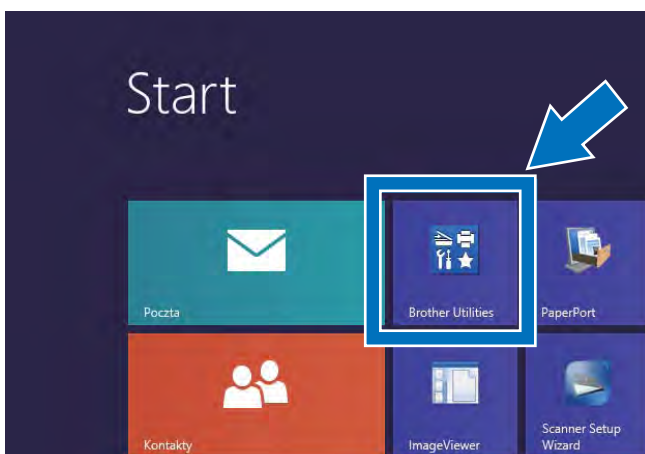 Start
Poczta
Brother Utilities
PaperPort
Kontakty
ImageViewer
Scanner Setup
Wizard